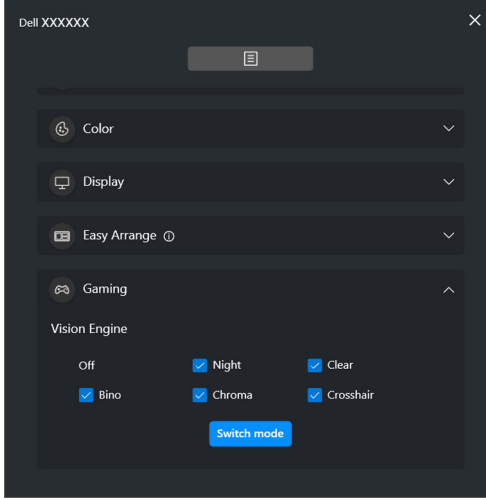 Dell XXXXXX
Color
Display
Easy Arrange
Gaming
Vision Engine
Off Night Clear
Bino Chroma Crosshair
Switch mode